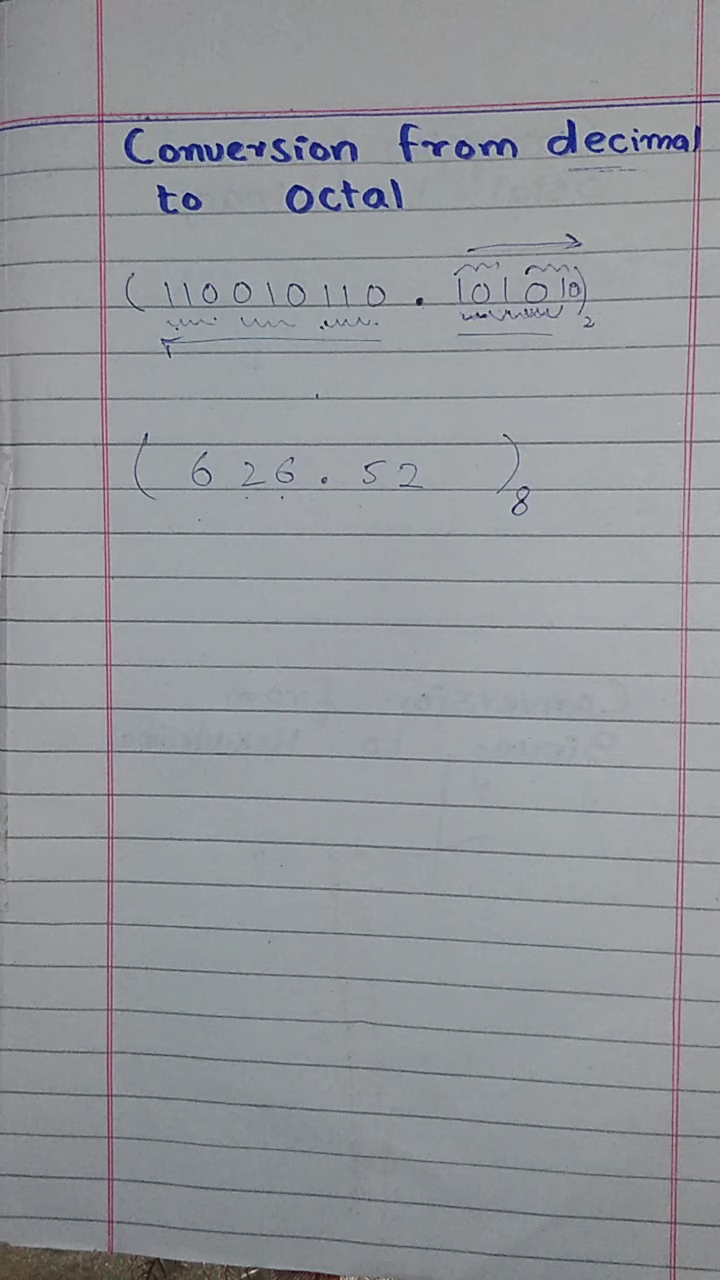 Conversion from decimal
to Octal
(110010110 . 101010)2
(626.52)8